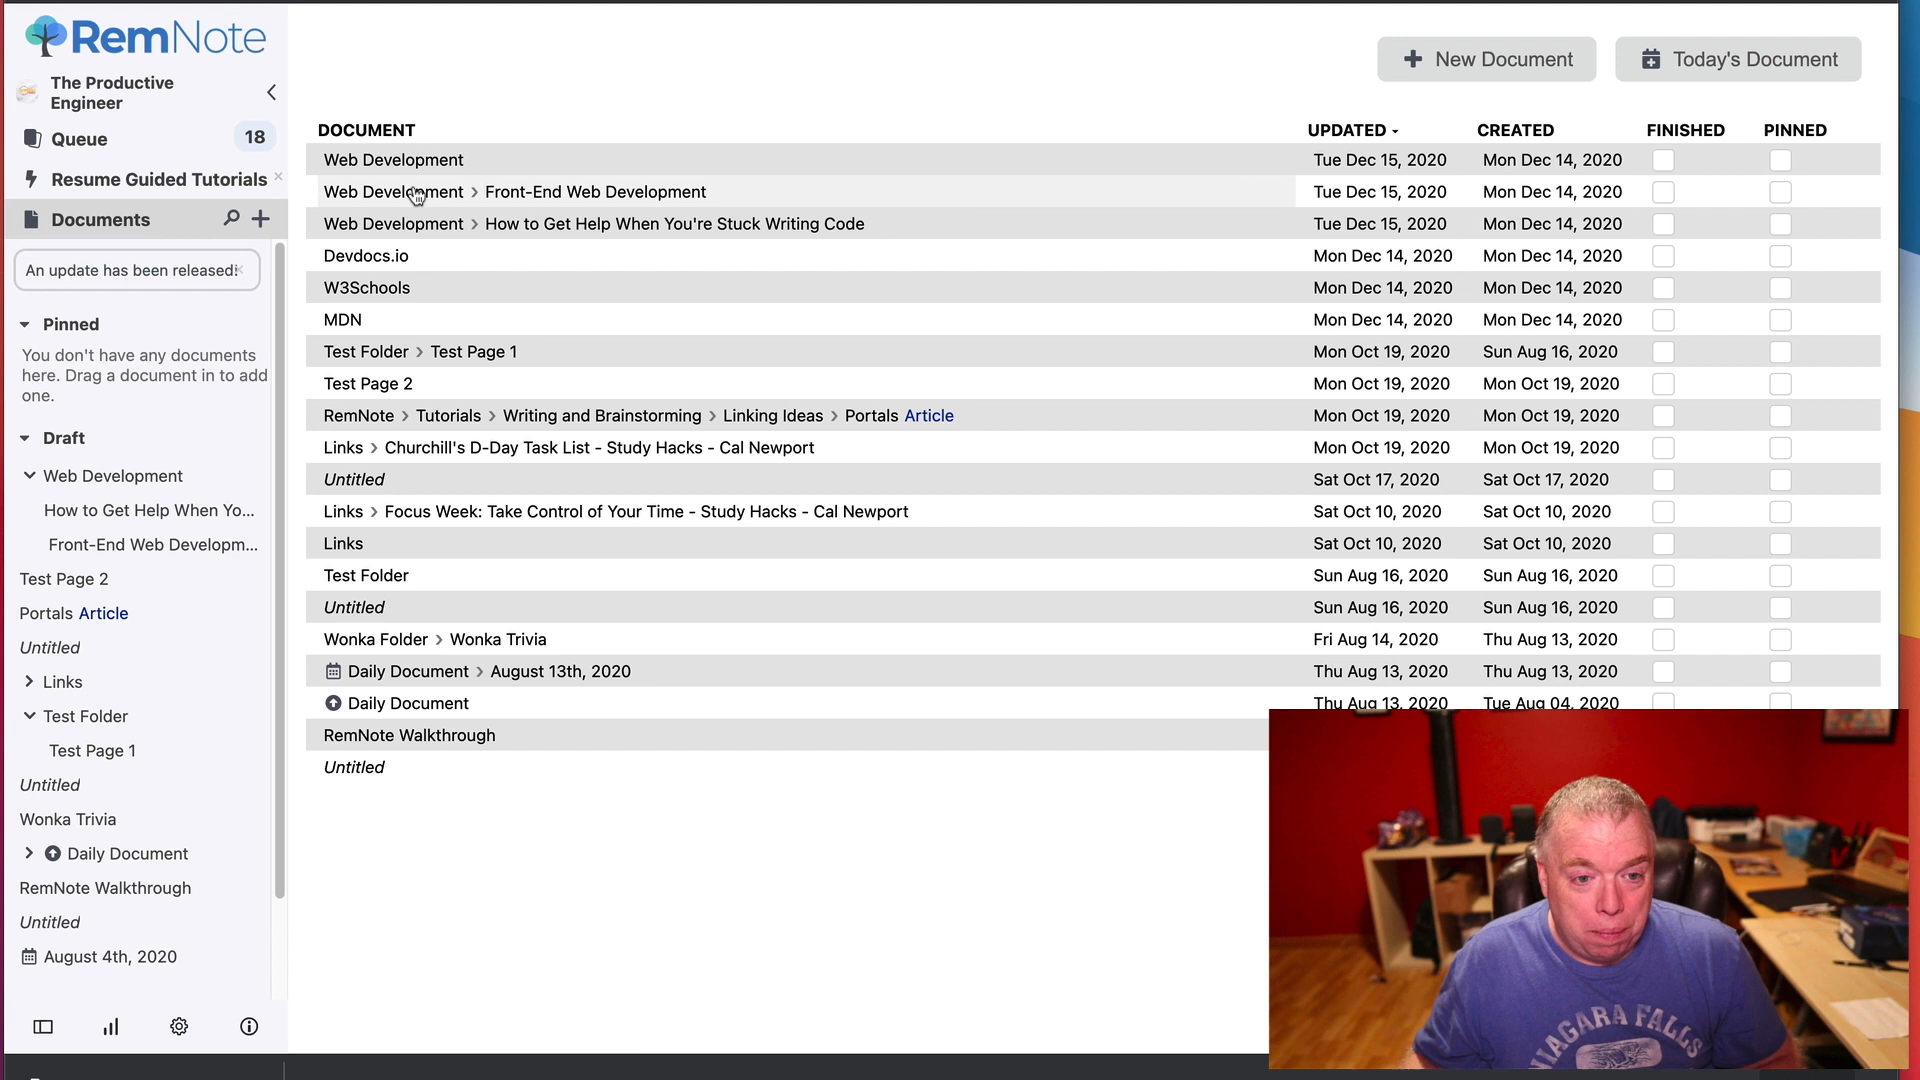 RemNote
The Productive
Engineer
Queue
18
Resume Guided Tutorials
Documents
An update has been released!
Pinned
You don't have any documents
here. Drag a document in to add
one.
Draft
Web Development
How to Get Help When Yo...
Front-End Web Developm...
Test Page 2
Portals Article
Untitled
Links
Test Folder
Test Page 1
Untitled
Wonka Trivia
Daily Document
RemNote Walkthrough
Untitled
August 4th, 2020
New Document
Today's Document
DOCUMENT UPDATED CREATED FINISHED PINNED
Web Development Tue Dec 15, 2020 Mon Dec 14, 2020
Web Development > Front-End Web Development Tue Dec 15, 2020 Mon Dec 14, 2020
Web Development > How to Get Help When You're Stuck Writing Code Tue Dec 15, 2020 Mon Dec 14, 2020
Devdocs.io Mon Dec 14, 2020 Mon Dec 14, 2020
W3Schools Mon Dec 14, 2020 Mon Dec 14, 2020
MDN Mon Dec 14, 2020 Mon Dec 14, 2020
Test Folder > Test Page 1 Mon Oct 19, 2020 Sun Aug 16, 2020
Test Page 2 Mon Oct 19, 2020 Mon Oct 19, 2020
RemNote > Tutorials > Writing and Brainstorming > Linking Ideas > Portals Article Mon Oct 19, 2020 Mon Oct 19, 2020
Links > Churchill's D-Day Task List - Study Hacks - Cal Newport Mon Oct 19, 2020 Mon Oct 19, 2020
Untitled Sat Oct 17, 2020 Sat Oct 17, 2020
Links > Focus Week: Take Control of Your Time - Study Hacks - Cal Newport Sat Oct 10, 2020 Sat Oct 10, 2020
Links Sat Oct 10, 2020 Sat Oct 10, 2020
Test Folder Sun Aug 16, 2020 Sun Aug 16, 2020
Untitled Sun Aug 16, 2020 Sun Aug 16, 2020
Wonka Folder > Wonka Trivia Fri Aug 14, 2020 Thu Aug 13, 2020
Daily Document > August 13th, 2020 Thu Aug 13, 2020 Thu Aug 13, 2020
Daily Document Thu Aug 13, 2020 Tue Aug 04, 2020
RemNote Walkthrough
Untitled
NIAGARA FALLS